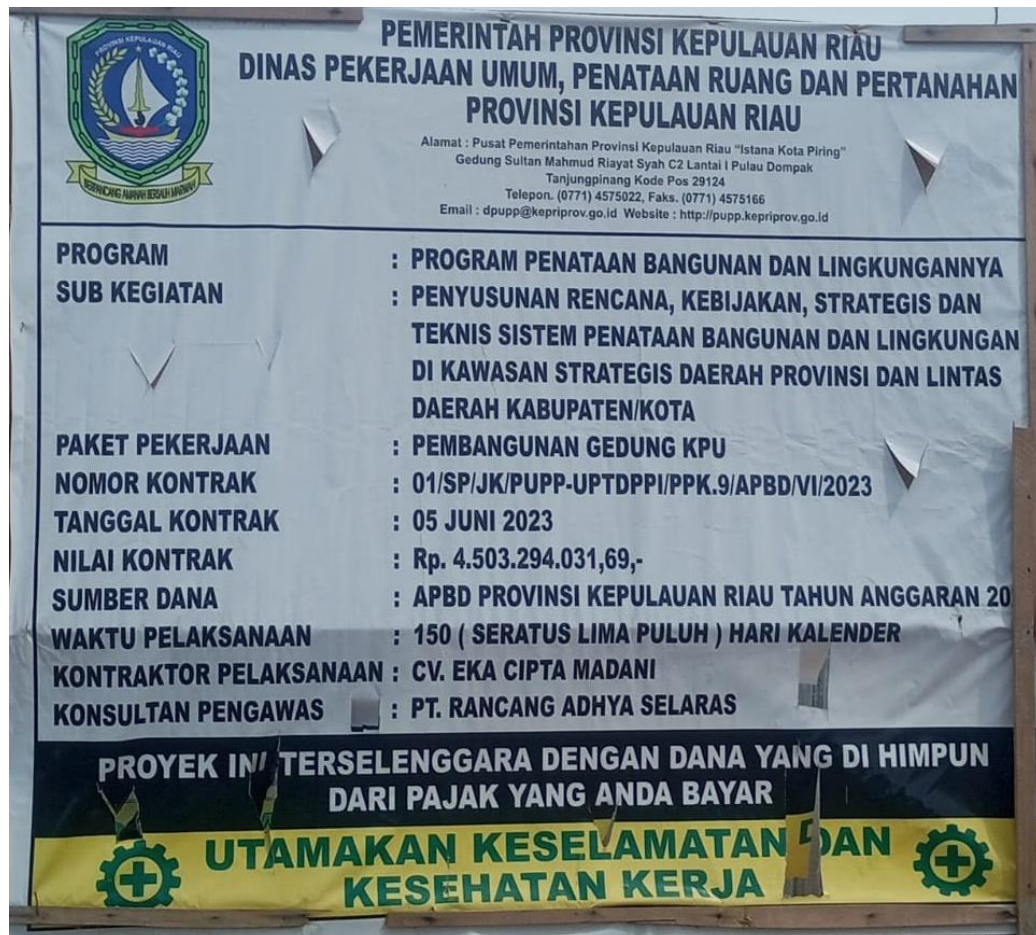 PROVINSI KEPULAUAN RIAU
BERPANCANG AMANAH BERSAUH MARWAH
PEMERINTAH PROVINSI KEPULAUAN RIAU
DINAS PEKERJAAN UMUM, PENATAAN RUANG DAN PERTANAHAN
PROVINSI KEPULAUAN RIAU
Alamat : Pusat Pemerintahan Provinsi Kepulauan Riau "Istana Kota Piring"
Gedung Sultan Mahmud Riayat Syah C2 Lantai I Pulau Dompak
Tanjungpinang Kode Pos 29124
Telepon. (0771) 4575022, Faks. (0771) 4575166
Email : dpupp@kepriprov.go.id Website : http://pupp.kepriprov.go.id
PROGRAM : PROGRAM PENATAAN BANGUNAN DAN LINGKUNGANNYA
SUB KEGIATAN : PENYUSUNAN RENCANA, KEBIJAKAN, STRATEGIS DAN
TEKNIS SISTEM PENATAAN BANGUNAN DAN LINGKUNGAN
DI KAWASAN STRATEGIS DAERAH PROVINSI DAN LINTAS
DAERAH KABUPATEN/KOTA
PAKET PEKERJAAN : PEMBANGUNAN GEDUNG KPU
NOMOR KONTRAK : 01/SP/JK/PUPP-UPTDPPI/PPK.9/APBD/VI/2023
TANGGAL KONTRAK : 05 JUNI 2023
NILAI KONTRAK : Rp. 4.503.294.031,69,-
SUMBER DANA : APBD PROVINSI KEPULAUAN RIAU TAHUN ANGGARAN 20
WAKTU PELAKSANAAN : 150 ( SERATUS LIMA PULUH ) HARI KALENDER
KONTRAKTOR PELAKSANAAN : CV. EKA CIPTA MADANI
KONSULTAN PENGAWAS : PT. RANCANG ADHYA SELARAS
PROYEK INI TERSELENGGARA DENGAN DANA YANG DI HIMPUN
DARI PAJAK YANG ANDA BAYAR
UTAMAKAN KESELAMATAN DAN
KESEHATAN KERJA